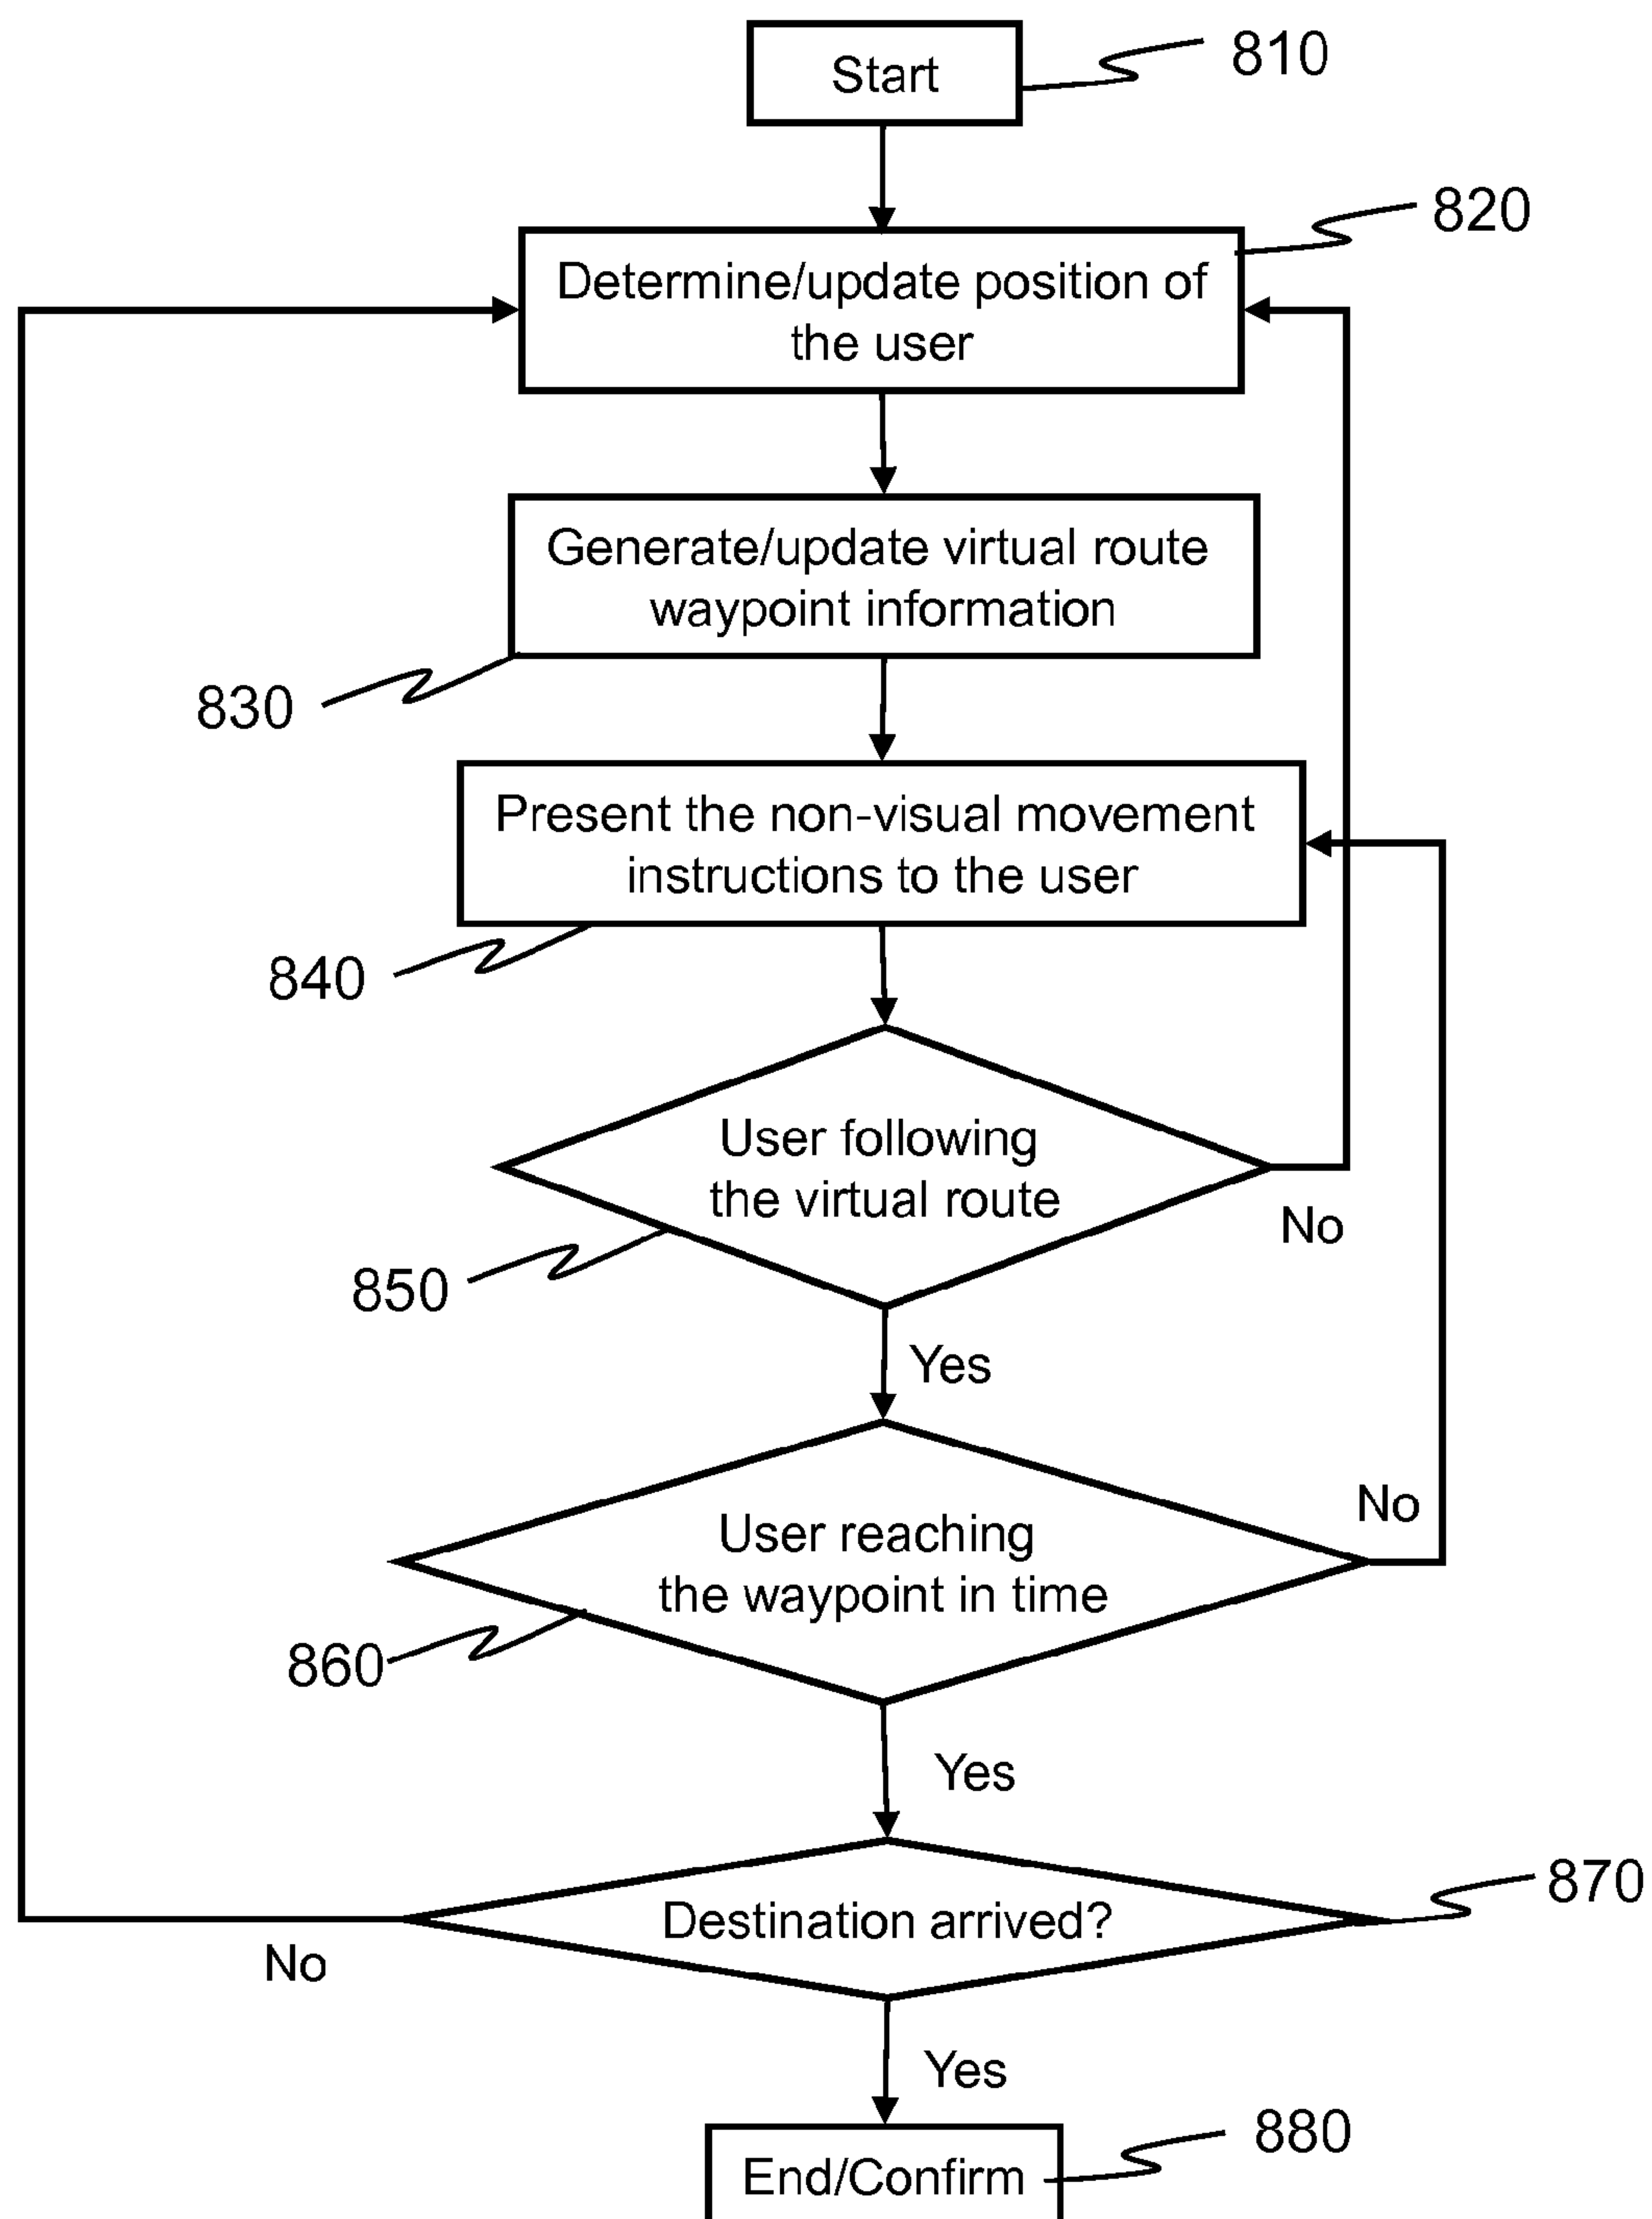 Start
810
820
Determine/update position of
the user
Generate/update virtual route
waypoint information
830
Present the non-visual movement
instructions to the user
840
User following
the virtual route
No
850
Yes
No
User reaching
the waypoint in time
860
Yes
870
Destination arrived?
No
Yes
880
End/Confirm